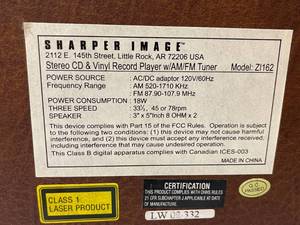 SHARPER IMAGE
2112 E. 145th Street, Little Rock, AR 72206 USA
Stereo CD & Vinyl Record Player w/AM/FM Tuner Model: ZI162
POWER SOURCE : AC/DC adaptor 120V/60Hz
Frequency Range : AM 520-1710 KHz
FM 87.90-107.9 MHz
POWER CONSUMPTION : 18W
THREE SPEED : 33⅓, 45 or 78rpm
SPEAKER : 3"x 5"inch 8 OHM x 2
This device complies with Part 15 of the FCC Rules. Operation is
subject to the following two conditions: (1) this device may not cause harmful
interference, and (2) this device must accept any interference received,
including interference that may cause undesired operation.
This Class B digital apparatus complies with Canadian ICES-003
MADE IN CHINA
CLASS 1
LASER PRODUCT
CERTIFICATION
THIS PRODUCT COMPLIES WITH DHHS RULES
21 CFR SUBCHAPTER J APPLICABLE AT DATE
OF MANUFACTURE
Q.C.
PASSED